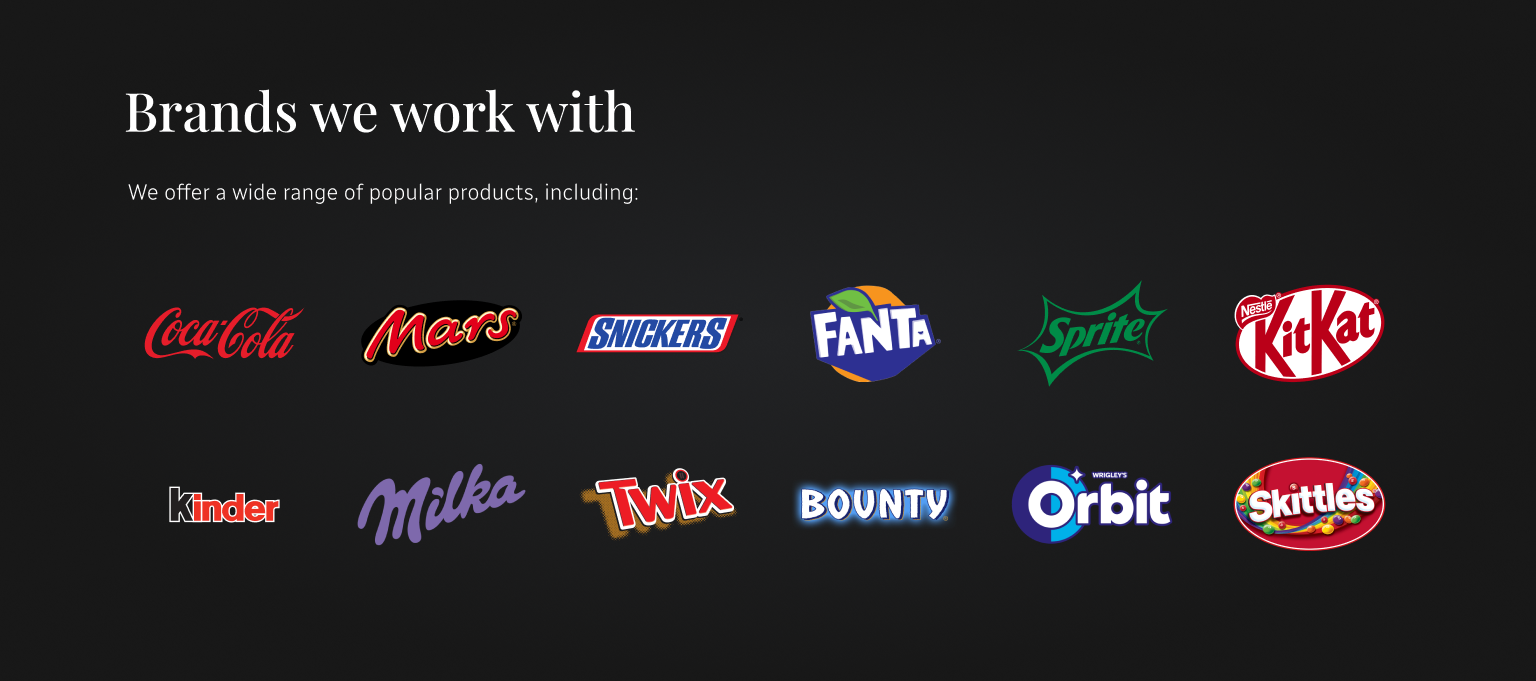 Brands we work with
We offer a wide range of popular products, including:
Coca-Cola
Mars
SNICKERS
FANTA
Sprite
Nestlé
KitKat
Kinder
Milka
Twix
BOUNTY
WRIGLEY'S
Orbit
Skittles